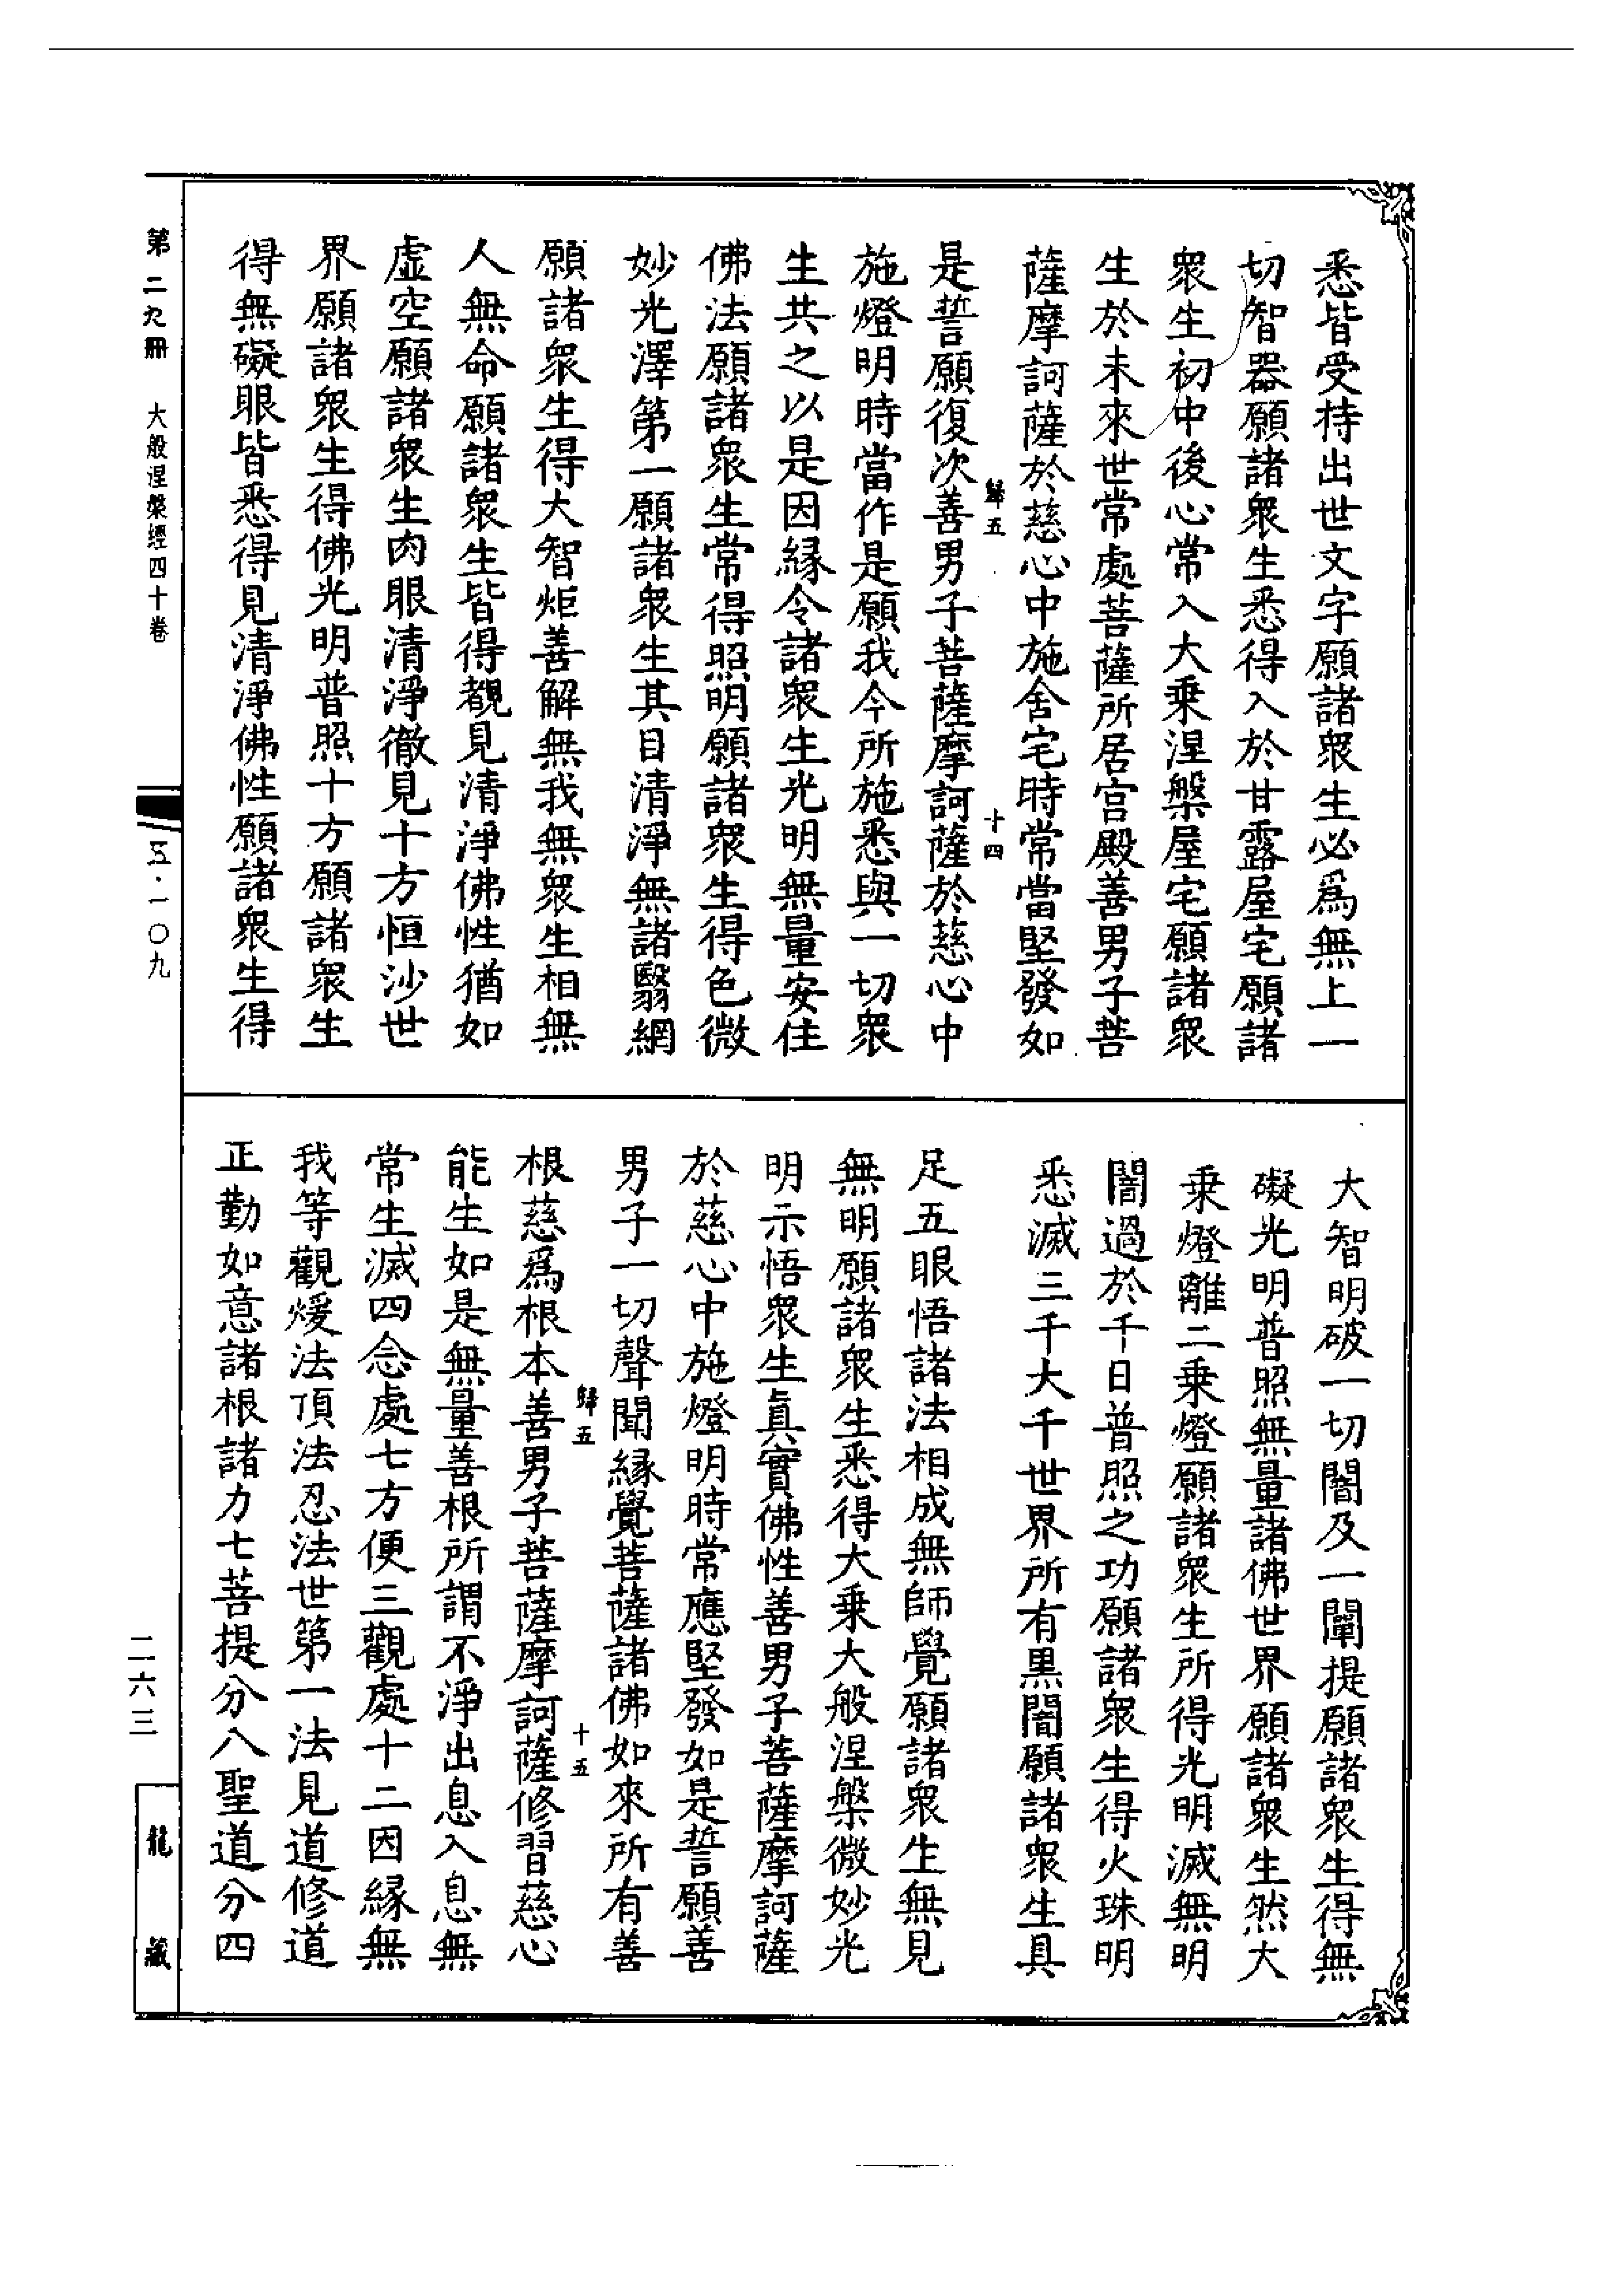 悉皆受持出世文字願諸衆生必爲無上一
切智器願諸衆生悉得入於甘露屋宅願諸
衆生初中後心常入大乗涅槃屋宅願諸衆
生於未來世常處菩薩所居宫殿善男子菩
薩摩訶薩於慈心中施舍宅時常當堅發如
歸五 十四
是誓願復次善男子菩薩摩訶薩於慈心中
施燈明時當作是願我今所施悉與一切衆
生共之以是因緣令諸衆生光明無量安住
佛法願諸衆生常得照明願諸衆生得色微
妙光澤第一願諸衆生其目清淨無諸翳網
願諸衆生得大智炬善解無我無衆生相無
人無命願諸衆生皆得覩見清淨佛性猶如
虚空願諸衆生肉眼清淨徹見十方恒沙世
界願諸衆生得佛光明普照十方願諸衆生
得無礙眼皆悉得見清淨佛性願諸衆生得
大智明破一切闇及一闡提願諸衆生得無
礙光明普照無量諸佛世界願諸衆生然大
乗燈離二乗燈願諸衆生所得光明滅無明
闇過於千日普照之功願諸衆生得火珠明
悉滅三千大千世界所有黒闇願諸衆生具
足五眼悟諸法相成無師覺願諸衆生無見
無明願諸衆生悉得大乗大般涅槃微妙光
明示悟衆生眞實佛性善男子菩薩摩訶薩
於慈心中施燈明時常應堅發如是誓願善
男子一切聲聞緣覺菩薩諸佛如來所有善
歸五 十五
根慈爲根本善男子菩薩摩訶薩修習慈心
能生如是無量善根所謂不淨出息入息無
常生滅四念處七方便三觀處十二因緣無
我等觀煖法頂法忍法世第一法見道修道
正勤如意諸根諸力七菩提分八聖道分四
第二九冊 大般涅槃經四十卷
五·一〇九
二六三
龍藏